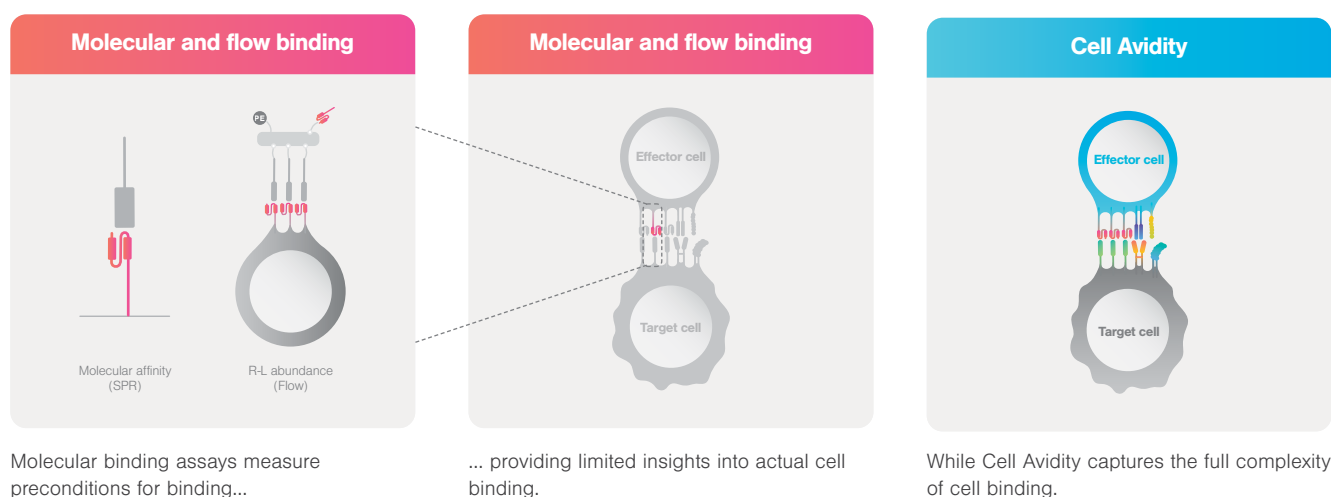 Molecular and flow binding
PE
Molecular affinity
(SPR)
R-L abundance
(Flow)
Molecular binding assays measure
preconditions for binding...
Molecular and flow binding
Effector cell
Target cell
... providing limited insights into actual cell
binding.
Cell Avidity
Effector cell
Target cell
While Cell Avidity captures the full complexity
of cell binding.